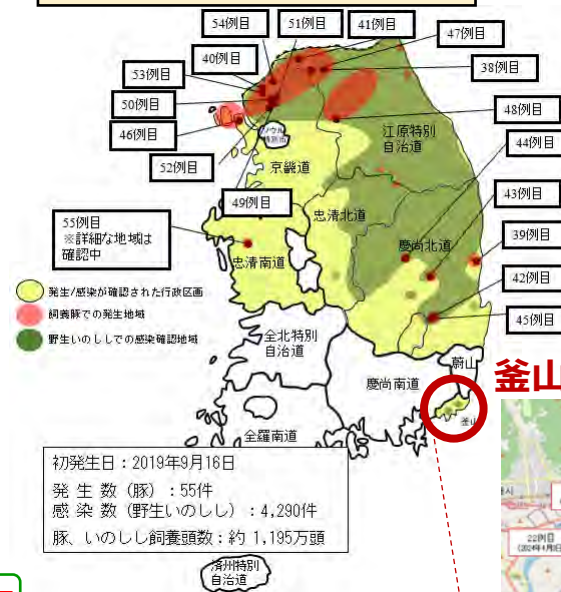 54例目
51例目
41例目
47例目
40例目
38例目
53例目
50例目
48例目
46例目
江原特別
自治道
44例目
52例目
京畿道
43例目
49例目
忠清北道
55例目
※詳細な地域は
確認中
慶尚北道
39例目
忠清南道
42例目
発生/感染が確認された行政区画
飼養豚での発生地域
野生いのししでの感染確認地域
45例目
全北特別
自治道
蔚山
慶尚南道
釜山
釜山
全羅南道
初発生日：2019年9月16日
発生数（豚）：55件
感染数（野生いのしし）：4,290件
豚、いのしし飼養頭数：約 1,195万頭
22例目
済州特別
自治道